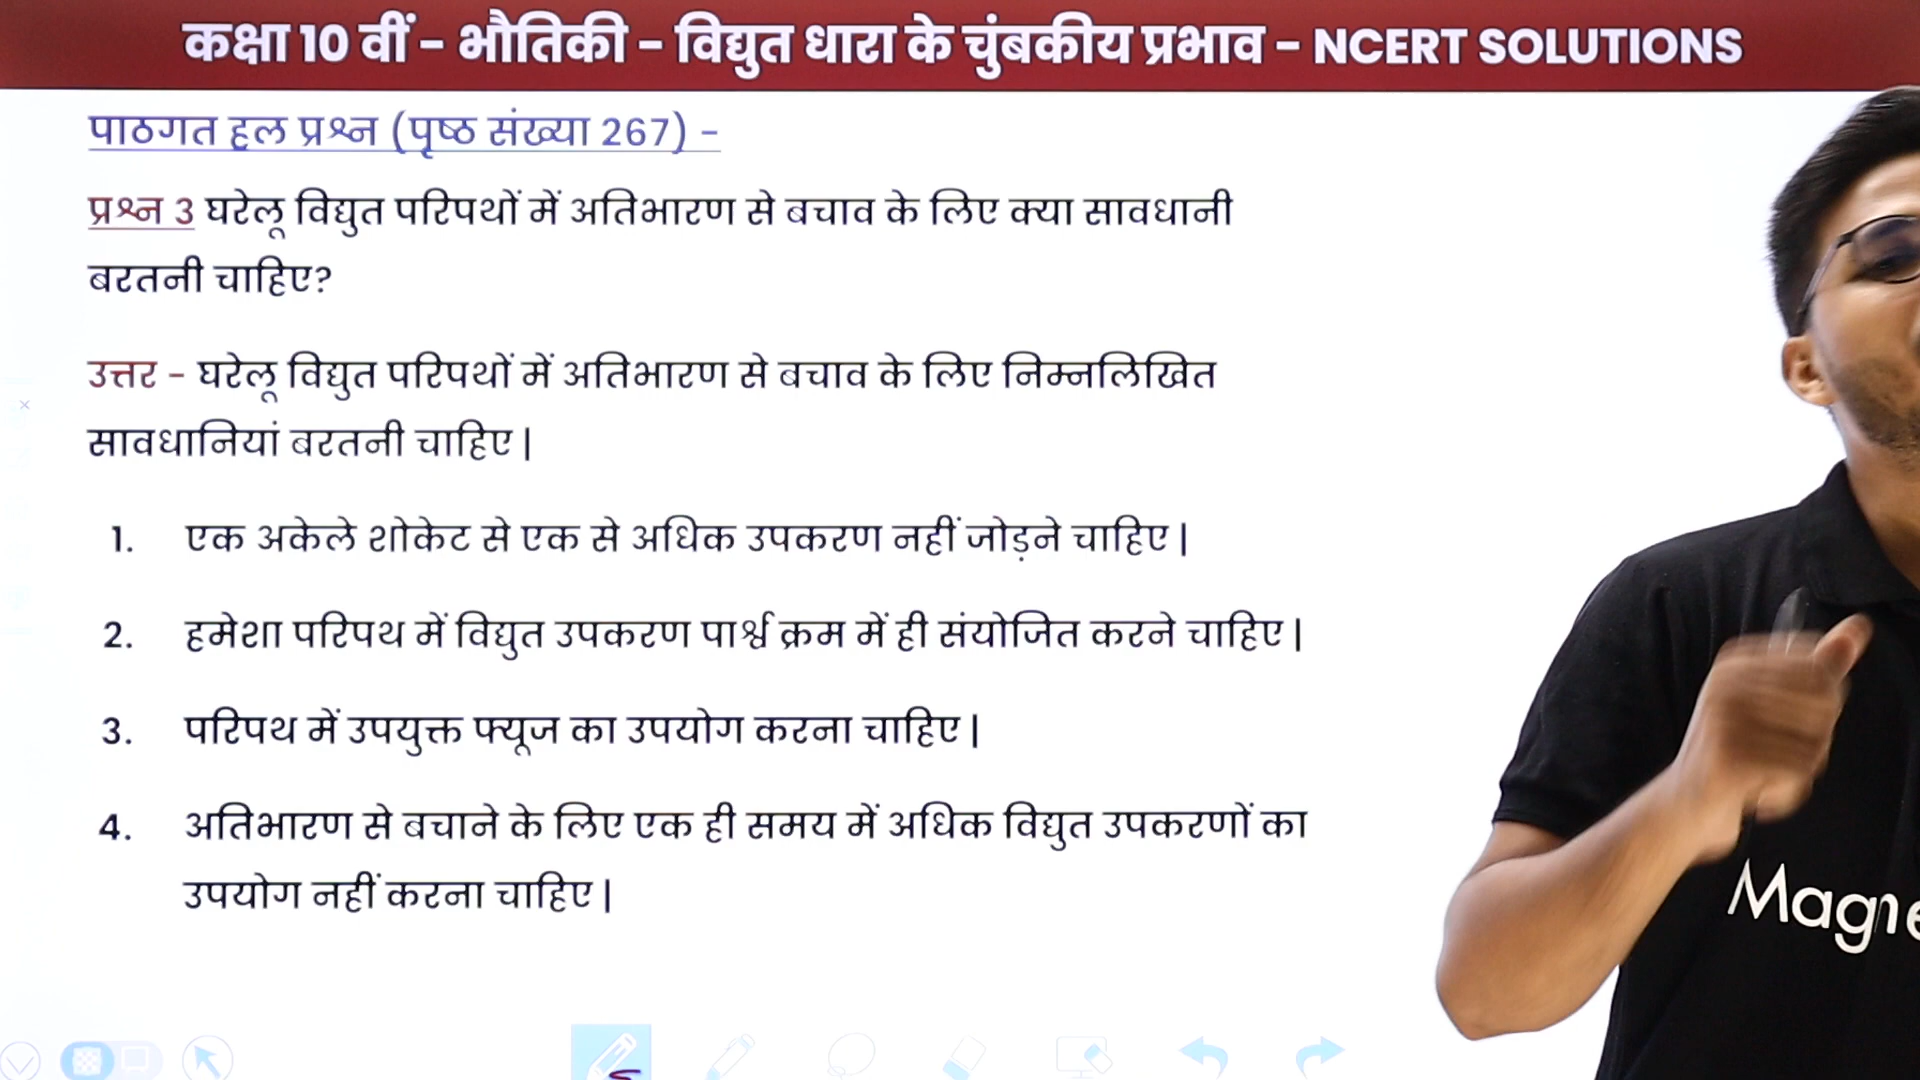 कक्षा 10 वीं - भौतिकी - विद्युत धारा के चुंबकीय प्रभाव - NCERT SOLUTIONS
पाठगत हल प्रश्न (पृष्ठ संख्या 267) -
प्रश्न 3 घरेलू विद्युत परिपथों में अतिभारण से बचाव के लिए क्या सावधानी
बरतनी चाहिए?
उत्तर - घरेलू विद्युत परिपथों में अतिभारण से बचाव के लिए निम्नलिखित
सावधानियां बरतनी चाहिए |
1. एक अकेले शोकेट से एक से अधिक उपकरण नहीं जोड़ने चाहिए |
2. हमेशा परिपथ में विद्युत उपकरण पार्श्व क्रम में ही संयोजित करने चाहिए |
3. परिपथ में उपयुक्त फ्यूज का उपयोग करना चाहिए |
4. अतिभारण से बचाने के लिए एक ही समय में अधिक विद्युत उपकरणों का
उपयोग नहीं करना चाहिए |